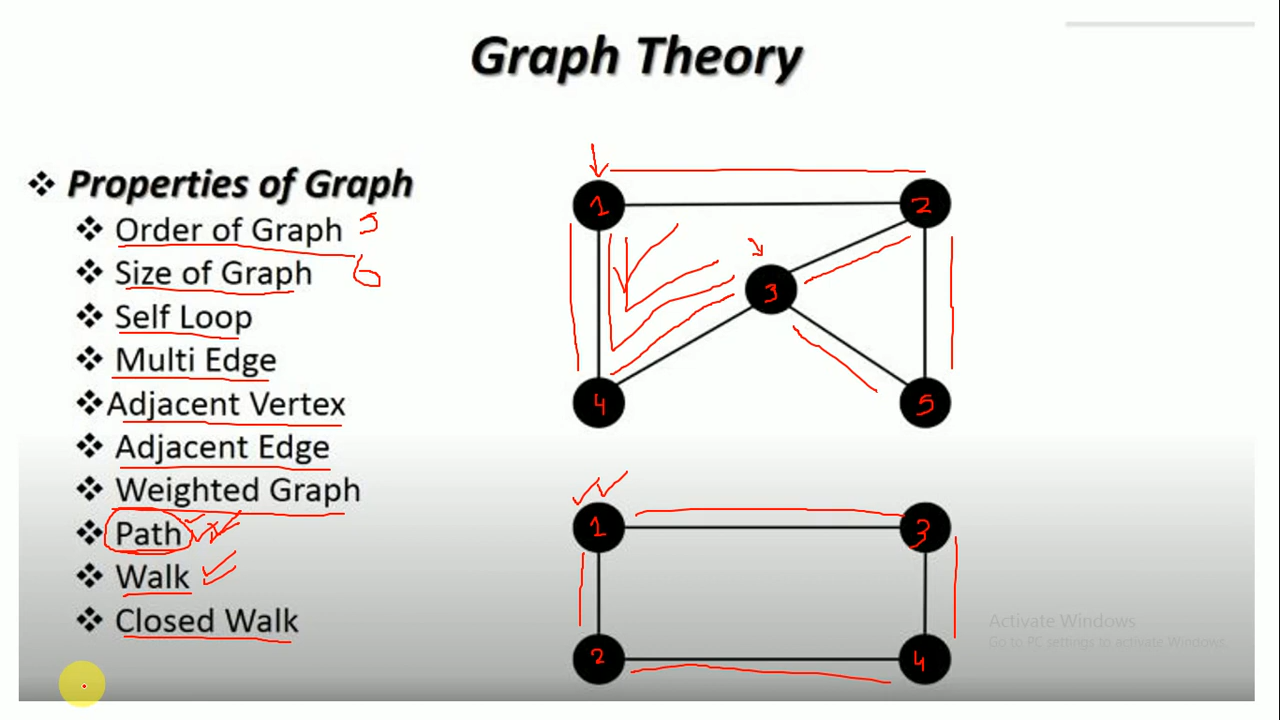 Graph Theory
❖ Properties of Graph
❖ Order of Graph 5
❖ Size of Graph 6
❖ Self Loop
❖ Multi Edge
❖ Adjacent Vertex
❖ Adjacent Edge
❖ Weighted Graph
❖ Path
❖ Walk
❖ Closed Walk
1 2
3
4 5
1 3
2 4
Activate Windows
Go to PC settings to activate Windows.